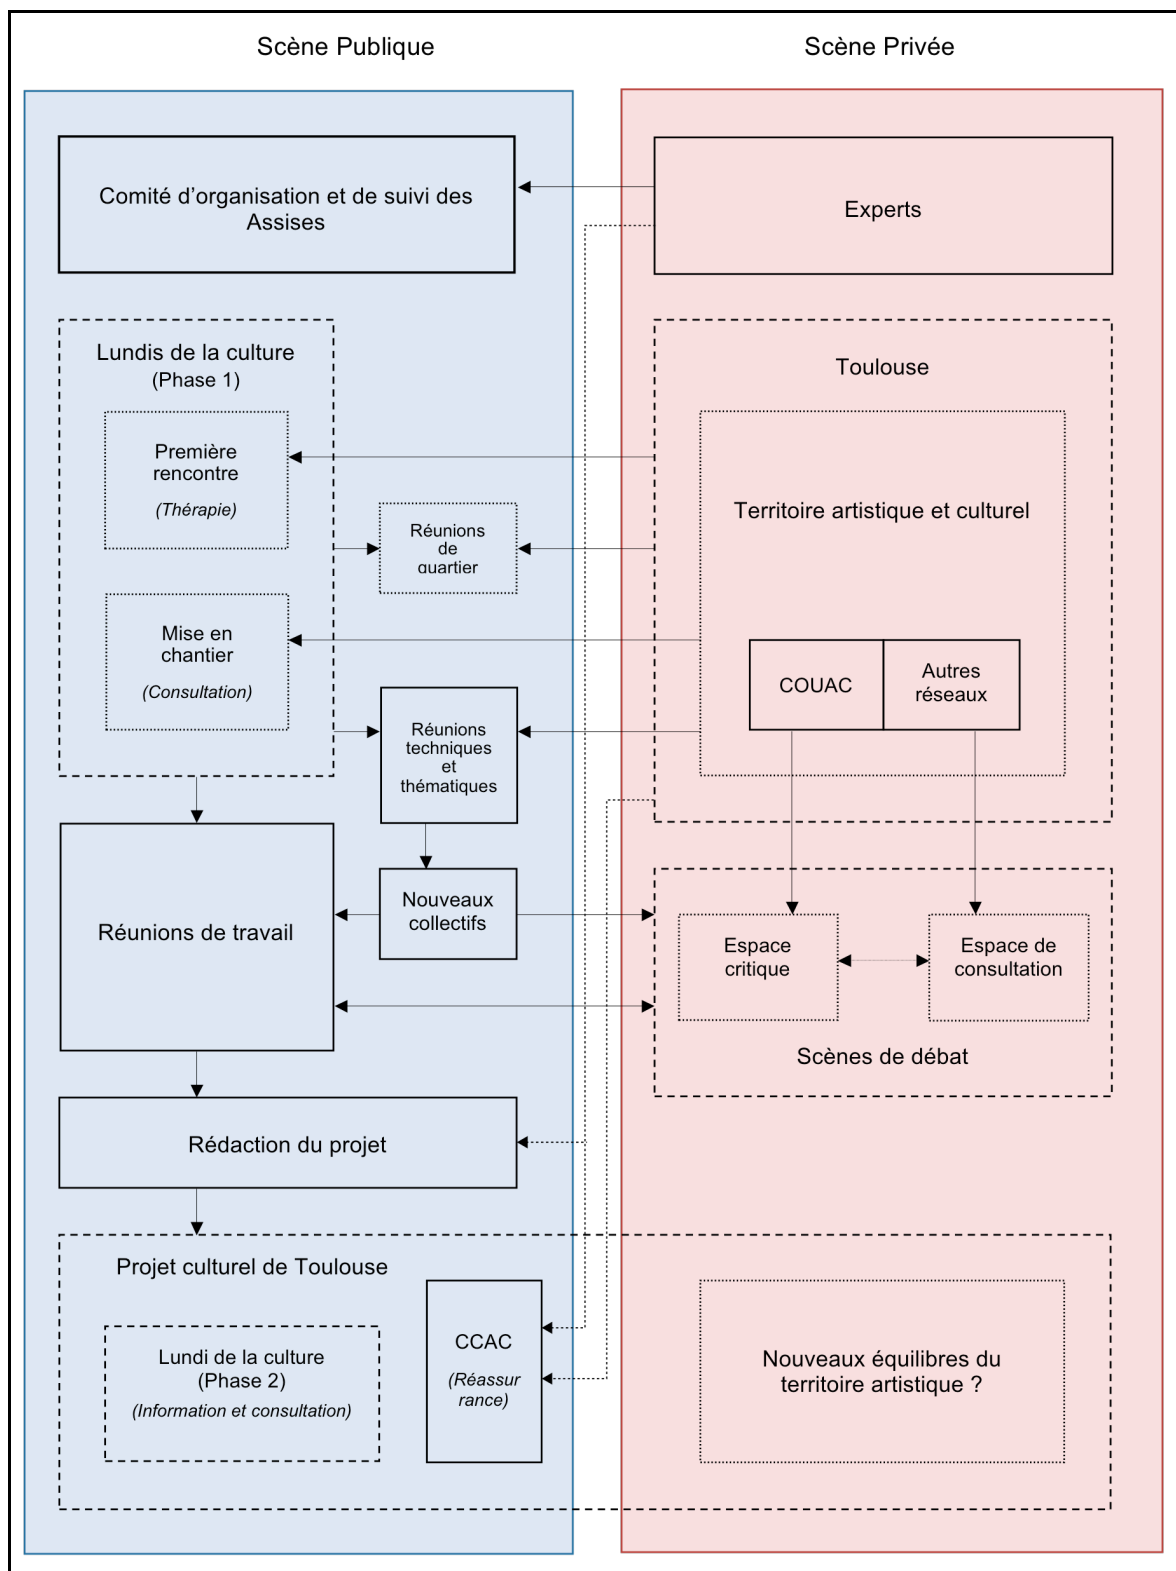 Scène Publique
Scène Privée
Comité d'organisation et de suivi des
Assises
Experts
Lundis de la culture
(Phase 1)
Première
rencontre
(Thérapie)
Réunions
de
quartier
Mise en
chantier
(Consultation)
Réunions
techniques
et
thématiques
Toulouse
Territoire artistique et culturel
COUAC
Autres
réseaux
Réunions de travail
Nouveaux
collectifs
Espace
critique
Espace de
consultation
Scènes de débat
Rédaction du projet
Projet culturel de Toulouse
Lundi de la culture
(Phase 2)
(Information et consultation)
CCAC
(Réassur
rance)
Nouveaux équilibres du
territoire artistique ?